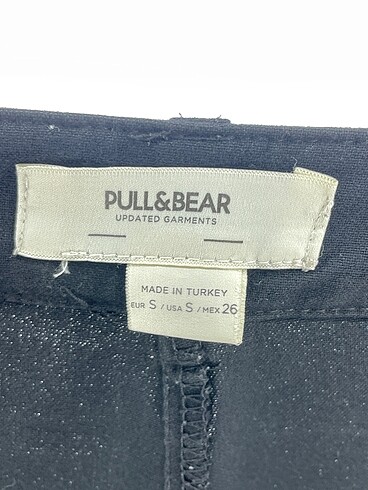 PULL&BEAR
UPDATED GARMENTS
MADE IN TURKEY
EUR S / USA S / MEX 26